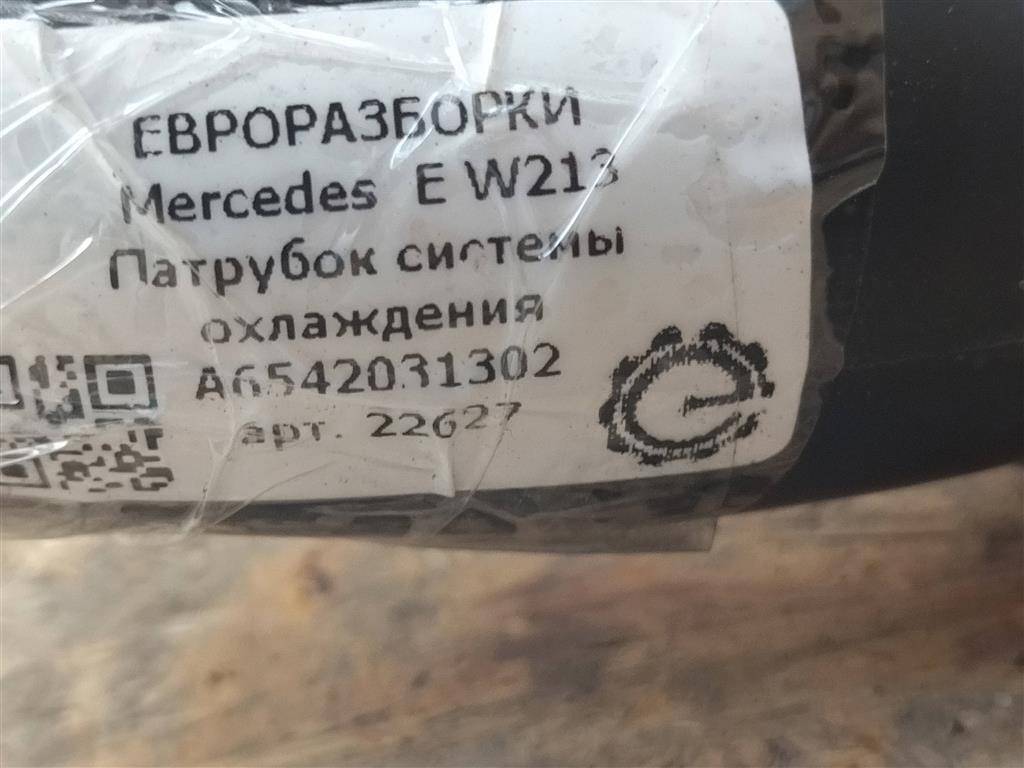 ЕВРОРАЗБОРКИ
Mercedes E W213
Патрубок системы
охлаждения
A6542031302
арт. 22627